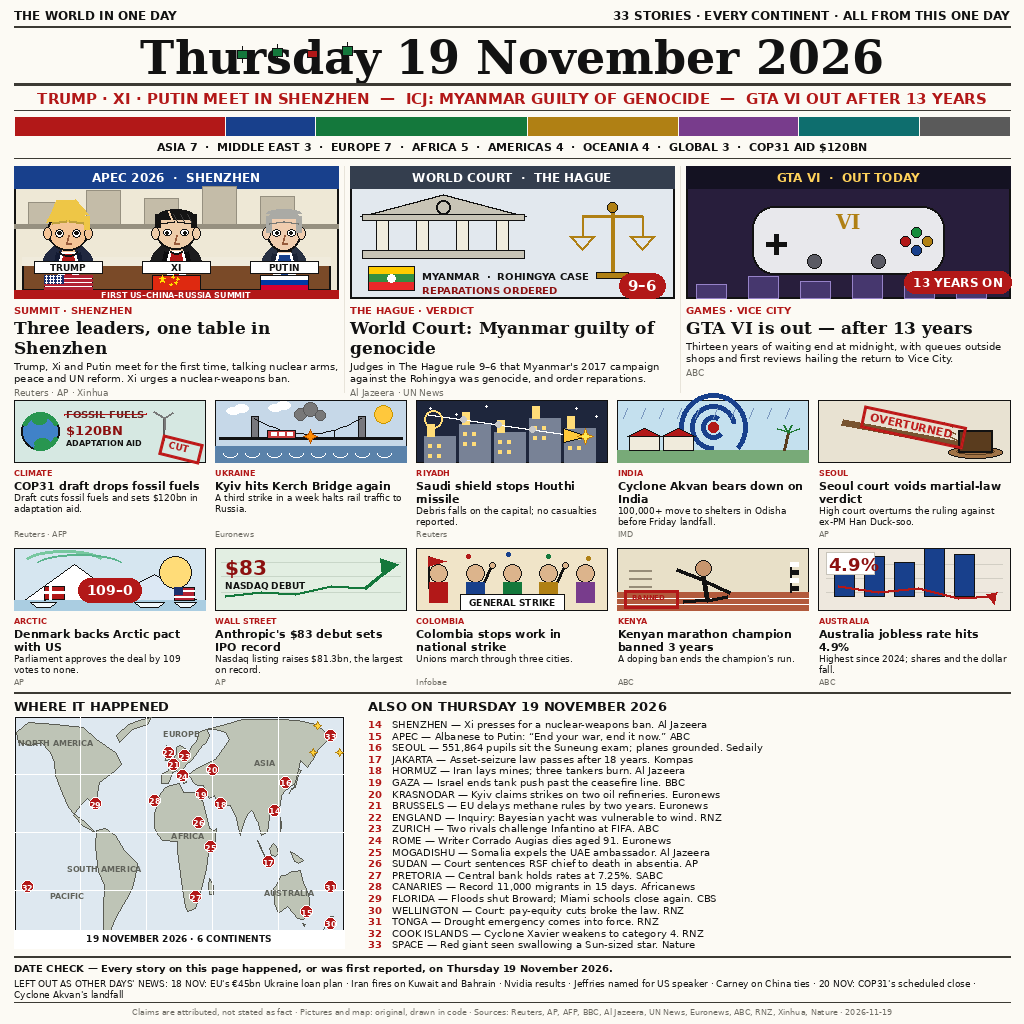 THE WORLD IN ONE DAY
33 STORIES · EVERY CONTINENT · ALL FROM THIS ONE DAY
Thursday 19 November 2026
TRUMP · XI · PUTIN MEET IN SHENZHEN — ICJ: MYANMAR GUILTY OF GENOCIDE — GTA VI OUT AFTER 13 YEARS
ASIA 7 · MIDDLE EAST 3 · EUROPE 7 · AFRICA 5 · AMERICAS 4 · OCEANIA 4 · GLOBAL 3 · COP31 AID $120BN
APEC 2026 · SHENZHEN
TRUMP
XI
PUTIN
FIRST US–CHINA–RUSSIA SUMMIT
SUMMIT · SHENZHEN
Three leaders, one table in
Shenzhen
Trump, Xi and Putin meet for the first time, talking nuclear arms,
peace and UN reform. Xi urges a nuclear-weapons ban.
Reuters · AP · Xinhua
WORLD COURT · THE HAGUE
MYANMAR · ROHINGYA CASE
REPARATIONS ORDERED
9–6
THE HAGUE · VERDICT
World Court: Myanmar guilty of
genocide
Judges in The Hague rule 9–6 that Myanmar's 2017 campaign
against the Rohingya was genocide, and order reparations.
Al Jazeera · UN News
GTA VI · OUT TODAY
VI
13 YEARS ON
GAMES · VICE CITY
GTA VI is out — after 13 years
Thirteen years of waiting end at midnight, with queues outside
shops and first reviews hailing the return to Vice City.
ABC
FOSSIL FUELS
$120BN
ADAPTATION AID
CUT
CLIMATE
COP31 draft drops fossil fuels
Draft cuts fossil fuels and sets $120bn in
adaptation aid.
Reuters · AFP
UKRAINE
Kyiv hits Kerch Bridge again
A third strike in a week halts rail traffic to
Russia.
Euronews
RIYADH
Saudi shield stops Houthi
missile
Debris falls on the capital; no casualties
reported.
Reuters
INDIA
Cyclone Akvan bears down on
India
100,000+ move to shelters in Odisha
before Friday landfall.
IMD
OVERTURNED
SEOUL
Seoul court voids martial-law
verdict
High court overturns the ruling against
ex-PM Han Duck-soo.
AP
109–0
ARCTIC
Denmark backs Arctic pact
with US
Parliament approves the deal by 109
votes to none.
AP
$83
NASDAQ DEBUT
WALL STREET
Anthropic's $83 debut sets
IPO record
Nasdaq listing raises $81.3bn, the largest
on record.
AP
GENERAL STRIKE
COLOMBIA
Colombia stops work in
national strike
Unions march through three cities.
Infobae
BANNED
KENYA
Kenyan marathon champion
banned 3 years
A doping ban ends the champion's run.
ABC
4.9%
AUSTRALIA
Australia jobless rate hits
4.9%
Highest since 2024; shares and the dollar
fall.
ABC
WHERE IT HAPPENED
NORTH AMERICA
EUROPE
ASIA
AFRICA
SOUTH AMERICA
PACIFIC
AUSTRALIA
33
22
23
21
24
20
16
29
28
19
18
14
26
25
17
32
27
31
15
30
19 NOVEMBER 2026 · 6 CONTINENTS
ALSO ON THURSDAY 19 NOVEMBER 2026
14 SHENZHEN — Xi presses for a nuclear-weapons ban. Al Jazeera
15 APEC — Albanese to Putin: “End your war, end it now.” ABC
16 SEOUL — 551,864 pupils sit the Suneung exam; planes grounded. Sedaily
17 JAKARTA — Asset-seizure law passes after 18 years. Kompas
18 HORMUZ — Iran lays mines; three tankers burn. Al Jazeera
19 GAZA — Israel ends tank push past the ceasefire line. BBC
20 KRASNODAR — Kyiv claims strikes on two oil refineries. Euronews
21 BRUSSELS — EU delays methane rules by two years. Euronews
22 ENGLAND — Inquiry: Bayesian yacht was vulnerable to wind. RNZ
23 ZURICH — Two rivals challenge Infantino at FIFA. ABC
24 ROME — Writer Corrado Augias dies aged 91. Euronews
25 MOGADISHU — Somalia expels the UAE ambassador. Al Jazeera
26 SUDAN — Court sentences RSF chief to death in absentia. AP
27 PRETORIA — Central bank holds rates at 7.25%. SABC
28 CANARIES — Record 11,000 migrants in 15 days. Africanews
29 FLORIDA — Floods shut Broward; Miami schools close again. CBS
30 WELLINGTON — Court: pay-equity cuts broke the law. RNZ
31 TONGA — Drought emergency comes into force. RNZ
32 COOK ISLANDS — Cyclone Xavier weakens to category 4. RNZ
33 SPACE — Red giant seen swallowing a Sun-sized star. Nature
DATE CHECK — Every story on this page happened, or was first reported, on Thursday 19 November 2026.
LEFT OUT AS OTHER DAYS' NEWS: 18 NOV: EU's €45bn Ukraine loan plan · Iran fires on Kuwait and Bahrain · Nvidia results · Jeffries named for US speaker · Carney on China ties · 20 NOV: COP31's scheduled close ·
Cyclone Akvan's landfall
Claims are attributed, not stated as fact · Pictures and map: original, drawn in code · Sources: Reuters, AP, AFP, BBC, Al Jazeera, UN News, Euronews, ABC, RNZ, Xinhua, Nature · 2026-11-19